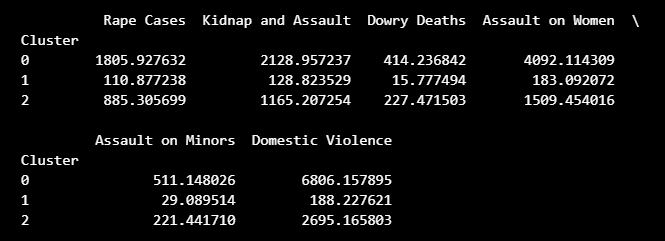 Rape Cases  Kidnap and Assault  Dowry Deaths  Assault on Women  \
Cluster
0  1805.927632  2128.957237  414.236842  4092.114309
1  110.877238  128.823529  15.777494  183.092072
2  885.305699  1165.207254  227.471503  1509.454016
Assault on Minors  Domestic Violence
Cluster
0  511.148026  6806.157895
1  29.089514  188.227621
2  221.441710  2695.165803